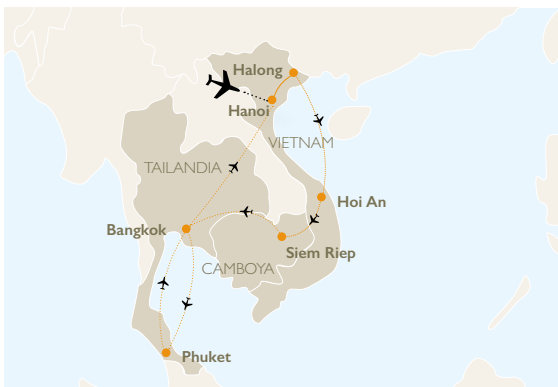 Halong
Hanoi
VIETNAM
TAILANDIA
Hoi An
Bangkok
Siem Riep
CAMBOYA
Phuket